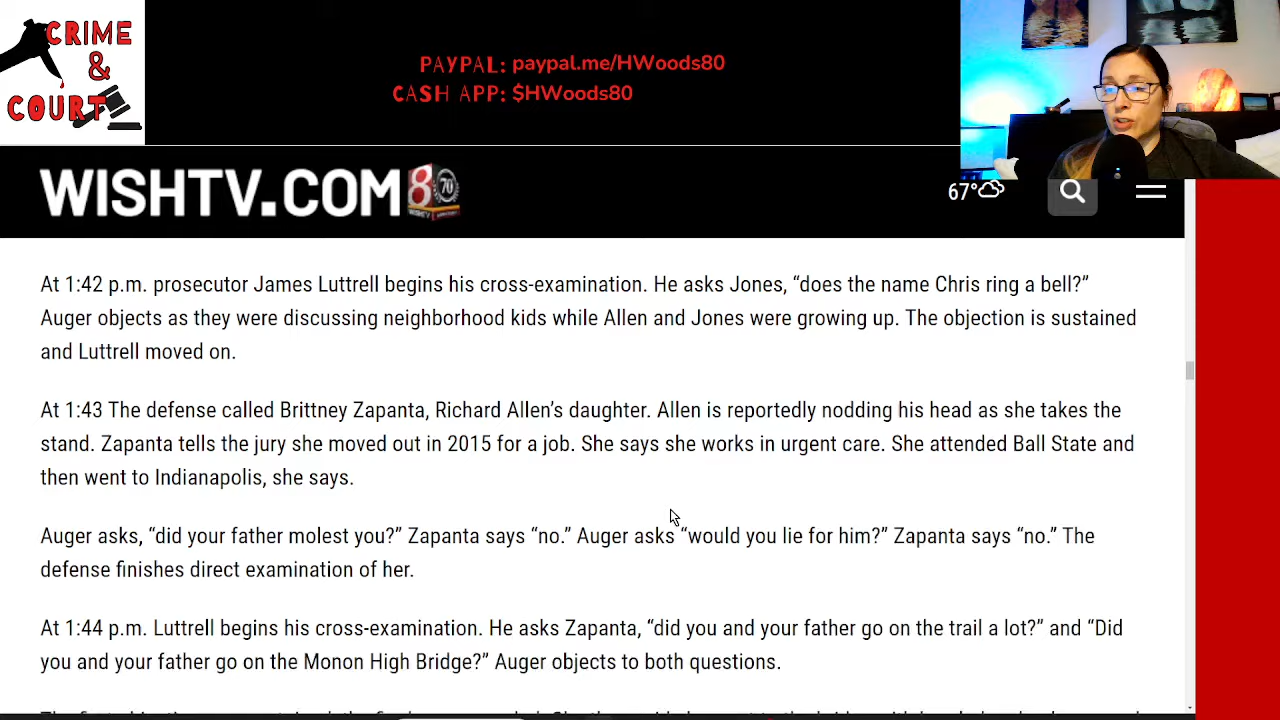 CRIME
&
COURT
PAYPAL: paypal.me/HWoods80
CASH APP: $HWoods80
WISHTV.COM 8 70
67°
At 1:42 p.m. prosecutor James Luttrell begins his cross-examination. He asks Jones, “does the name Chris ring a bell?”
Auger objects as they were discussing neighborhood kids while Allen and Jones were growing up. The objection is sustained
and Luttrell moved on.
At 1:43 The defense called Brittney Zapanta, Richard Allen’s daughter. Allen is reportedly nodding his head as she takes the
stand. Zapanta tells the jury she moved out in 2015 for a job. She says she works in urgent care. She attended Ball State and
then went to Indianapolis, she says.
Auger asks, “did your father molest you?” Zapanta says “no.” Auger asks “would you lie for him?” Zapanta says “no.” The
defense finishes direct examination of her.
At 1:44 p.m. Luttrell begins his cross-examination. He asks Zapanta, “did you and your father go on the trail a lot?” and “Did
you and your father go on the Monon High Bridge?” Auger objects to both questions.